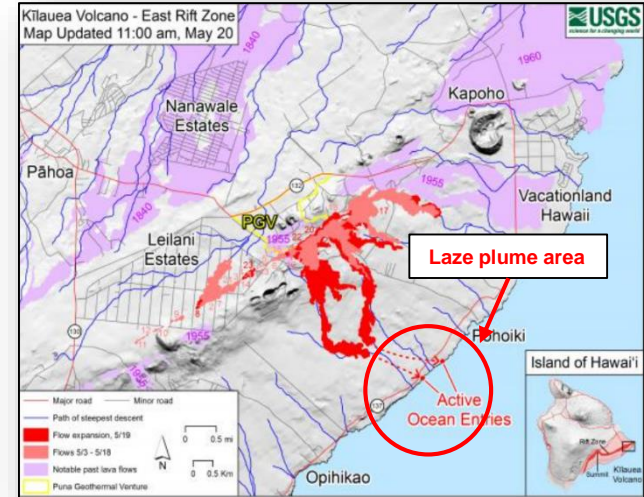 Kīlauea Volcano - East Rift Zone
Map Updated 11:00 am, May 20
USGS
science for a changing world
1840
1960
Nanawale
Estates
Kapoho
Pāhoa
132
1955
17
Vacationland
Hawaii
1840
PGV
Leilani
Estates
1955
22
20
Laze plume area
130
1955
1955
Pohoiki
Island of Hawai'i
Active
Ocean Entries
137
Rift Zone
Summit
Kīlauea
Volcano
Major road
Minor road
Path of steepest descent
Flow expansion, 5/19
Flows 5/3 - 5/18
Notable past lava flows
Puna Geothermal Venture
N
0 0.5 mi
0 0.5 Km
Opihikao